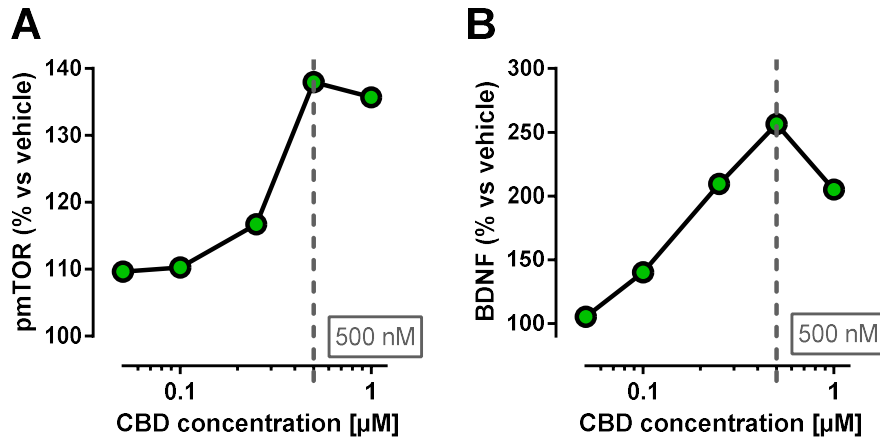 A
pmTOR (% vs vehicle)
140
130
120
110
100
500 nM
0.1
1
CBD concentration [µM]
B
BDNF (% vs vehicle)
300
250
200
150
100
500 nM
0.1
1
CBD concentration [µM]